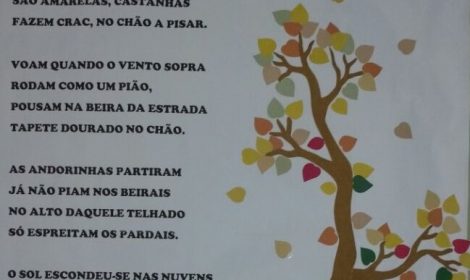 SÃO AMARELAS, CASTANHAS
FAZEM CRAC, NO CHÃO A PISAR.
VOAM QUANDO O VENTO SOPRA
RODAM COMO UM PIÃO,
POUSAM NA BEIRA DA ESTRADA
TAPETE DOURADO NO CHÃO.
AS ANDORINHAS PARTIRAM
JÁ NÃO PIAM NOS BEIRAIS
NO ALTO DAQUELE TELHADO
SÓ ESPREITAM OS PARDAIS.
O SOL ESCONDEU-SE NAS NUVENS